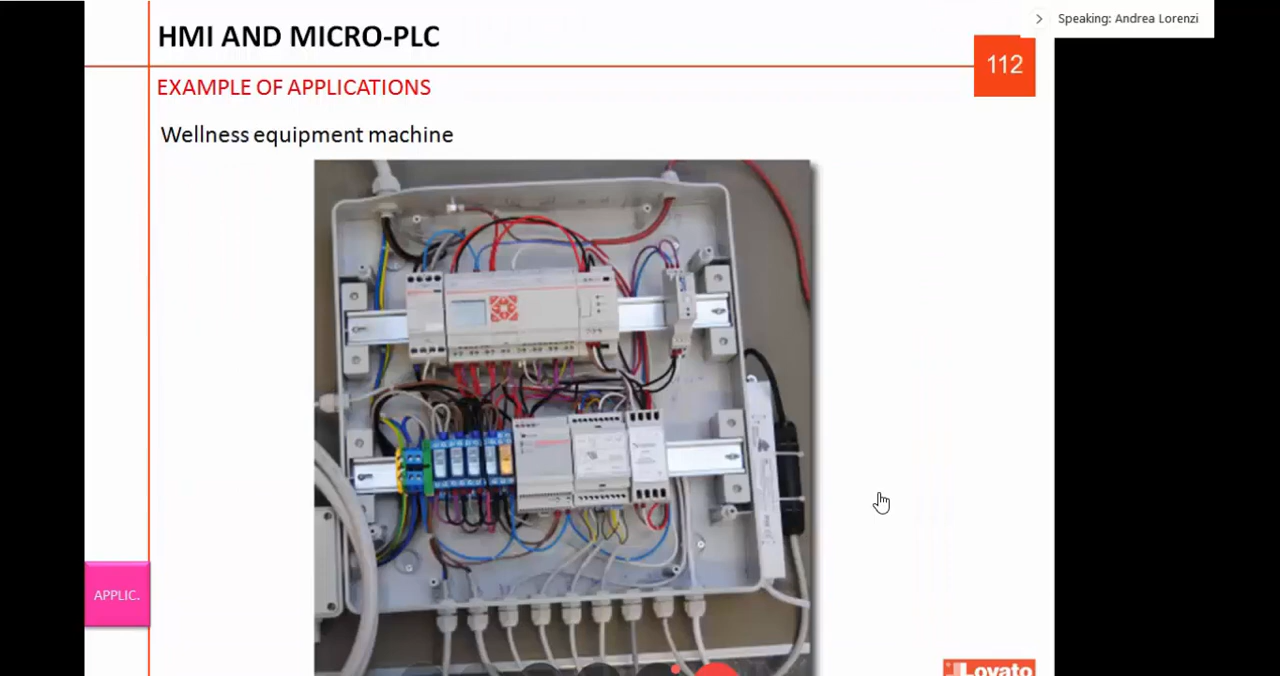 HMI AND MICRO-PLC
Speaking: Andrea Lorenzi
112
EXAMPLE OF APPLICATIONS
Wellness equipment machine
APPLIC.
Lovato